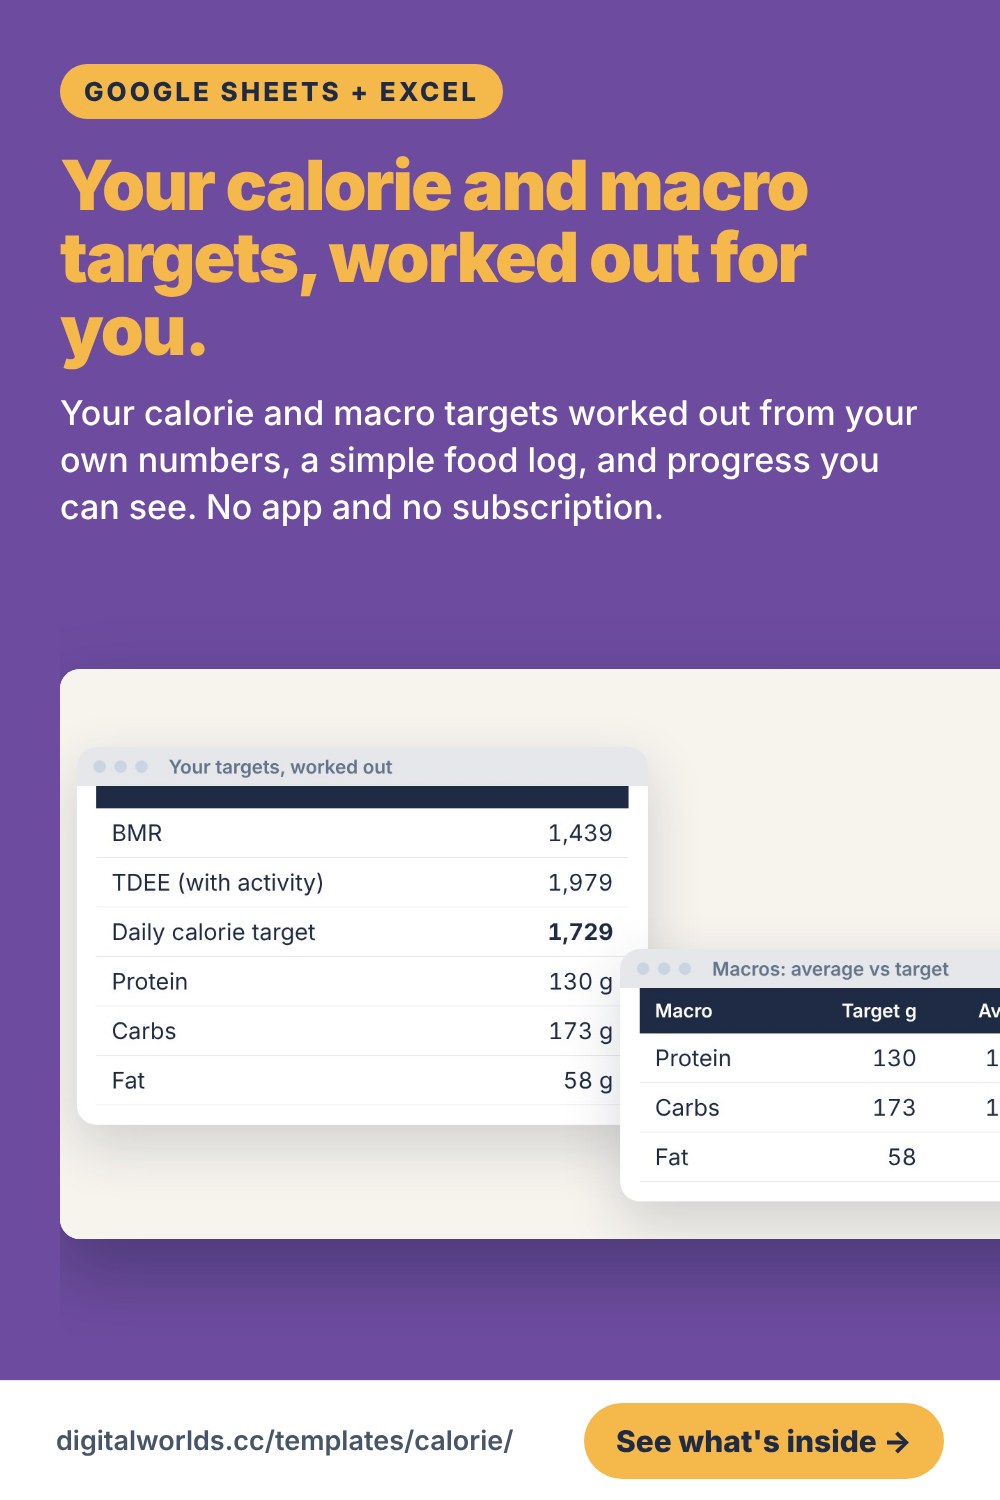 GOOGLE SHEETS + EXCEL
Your calorie and macro
targets, worked out for
you.
Your calorie and macro targets worked out from your
own numbers, a simple food log, and progress you
can see. No app and no subscription.
Your targets, worked out
BMR 1,439
TDEE (with activity) 1,979
Daily calorie target 1,729
Protein 130 g
Carbs 173 g
Fat 58 g
Macros: average vs target
Macro Target g
Protein 130
Carbs 173
Fat 58
digitalworlds.cc/templates/calorie/
See what's inside →